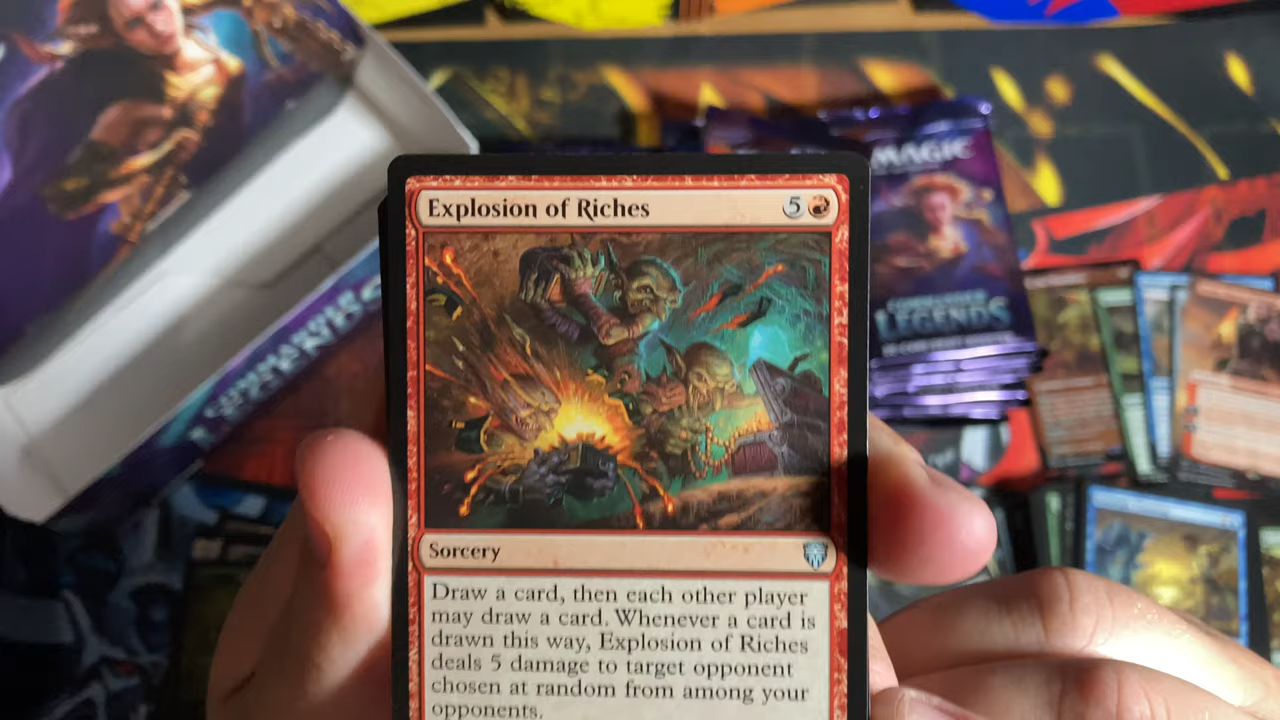 MAGIC
Explosion of Riches
5
COMMANDER
LEGENDS
Sorcery
Draw a card, then each other player
may draw a card. Whenever a card is
drawn this way, Explosion of Riches
deals 5 damage to target opponent
chosen at random from among your
opponents.